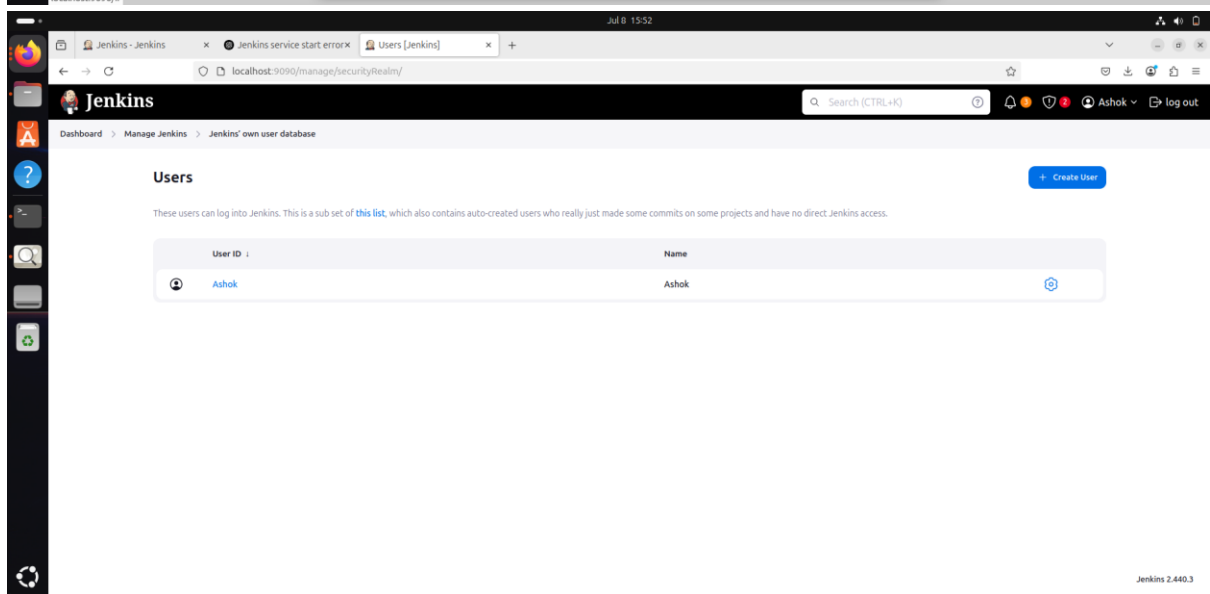 Jul 8 15:52
Jenkins - Jenkins
Jenkins service start error
Users [Jenkins]
localhost:9090/manage/securityRealm/
Jenkins
Search (CTRL+K)
3
2
Ashok
log out
Dashboard > Manage Jenkins > Jenkins' own user database
Users
+ Create User
These users can log into Jenkins. This is a sub set of this list, which also contains auto-created users who really just made some commits on some projects and have no direct Jenkins access.
User ID ↓ Name
Ashok Ashok
Jenkins 2.440.3